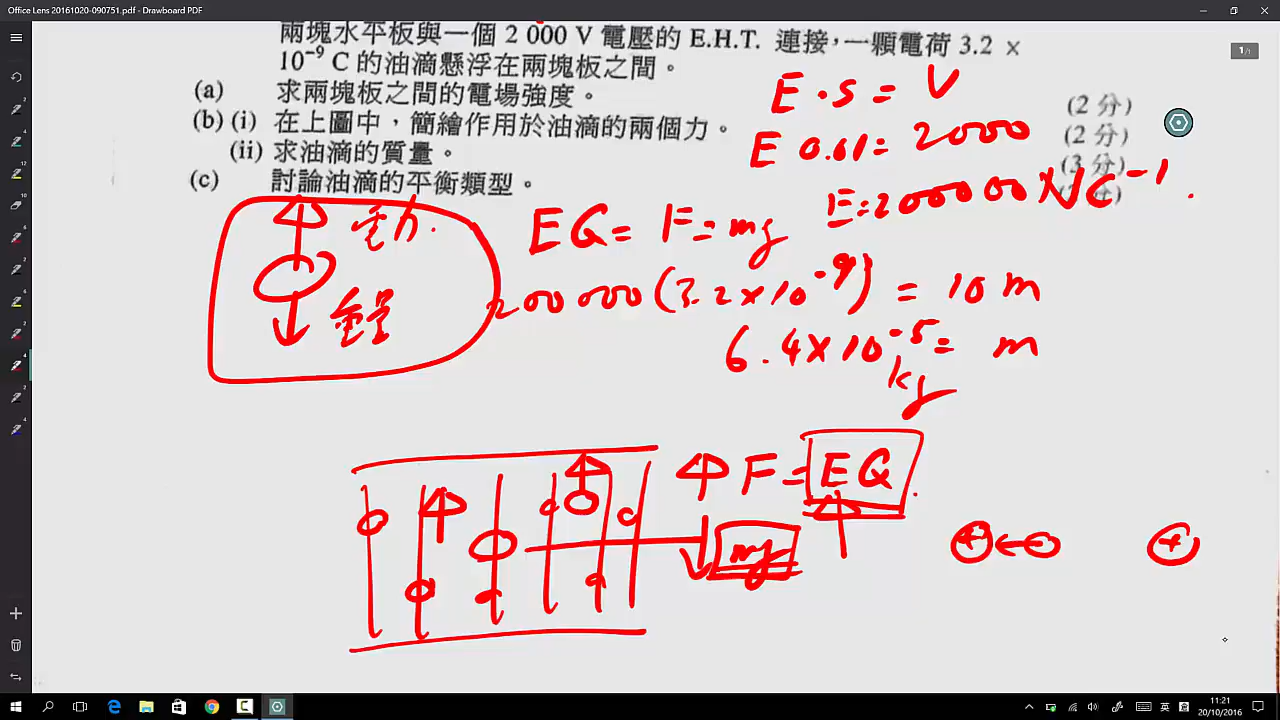 Office Lens 20161020-090751.pdf - Drawboard PDF
1/1
兩塊水平板與一個 2 000 V 電壓的 E.H.T. 連接，一顆電荷 3.2 ×
10⁻⁹ C 的油滴懸浮在兩塊板之間。
(a) 求兩塊板之間的電場強度。 (2 分)
(b) (i) 在上圖中，簡繪作用於油滴的兩個力。 (2 分)
(ii) 求油滴的質量。 (3 分)
(c) 討論油滴的平衡類型。
E · S = V
E 0.01 = 2000
E = 200000 NC⁻¹.
電力.
重量
EQ = F = mg
200000 (3.2 × 10⁻⁹) = 10 m
6.4 × 10⁻⁵ = m
kg
F = EQ
mg
+ - +
11:21
20/10/2016